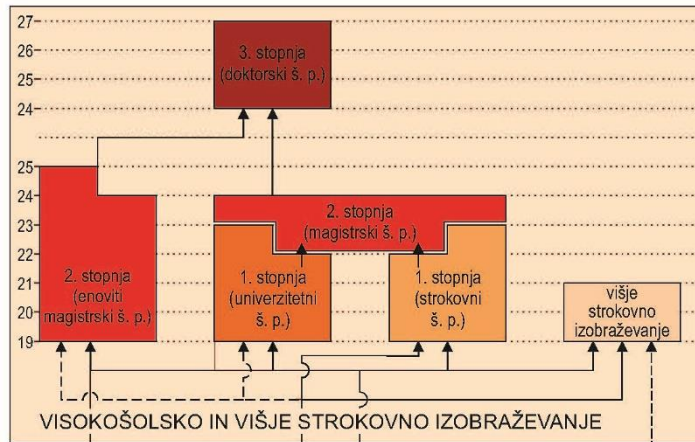 27
26
25
24
25
24
23
22
21
20
19
3. stopnja
(doktorski š. p.)
2. stopnja
(magistrski š. p.)
2. stopnja
(enoviti
magistrski š. p.)
1. stopnja
(univerzitetni
š. p.)
1. stopnja
(strokovni
š. p.)
višje
strokovno
izobraževanje
VISOKOŠOLSKO IN VIŠJE STROKOVNO IZOBRAŽEVANJE